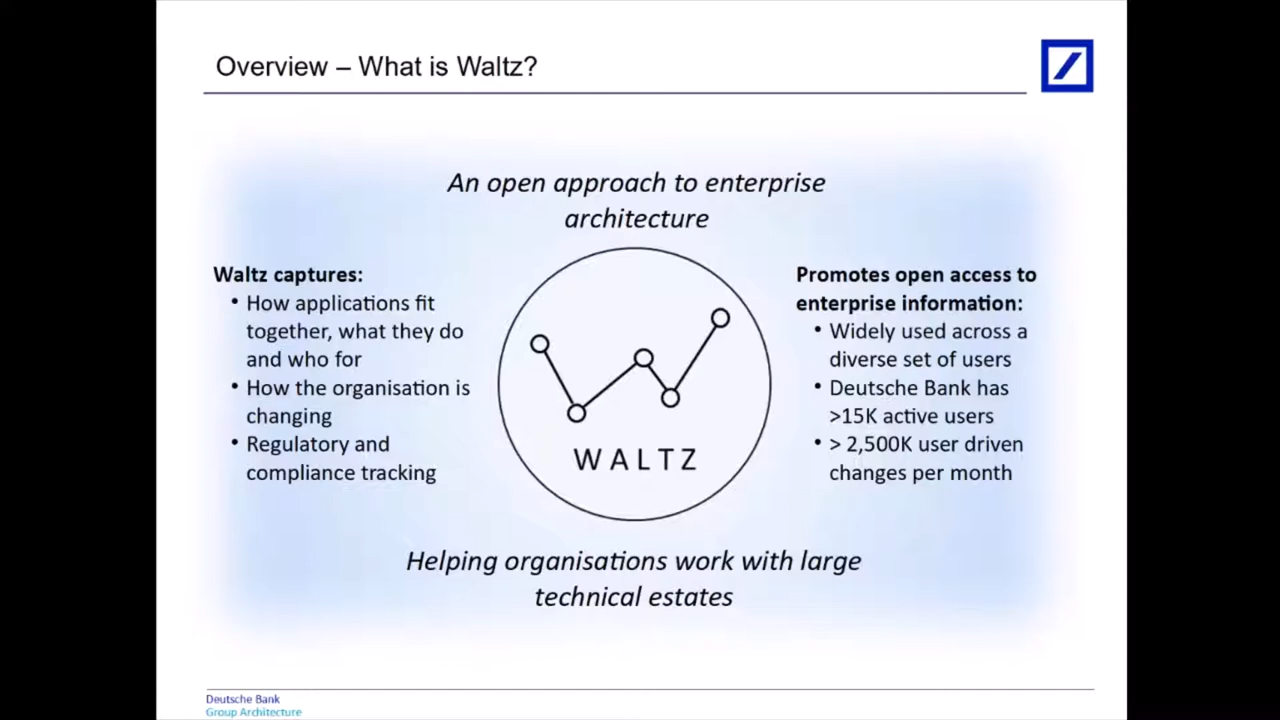 Overview – What is Waltz?
An open approach to enterprise
architecture
Waltz captures:
• How applications fit
together, what they do
and who for
• How the organisation is
changing
• Regulatory and
compliance tracking
WALTZ
Promotes open access to
enterprise information:
• Widely used across a
diverse set of users
• Deutsche Bank has
>15K active users
• > 2,500K user driven
changes per month
Helping organisations work with large
technical estates
Deutsche Bank
Group Architecture